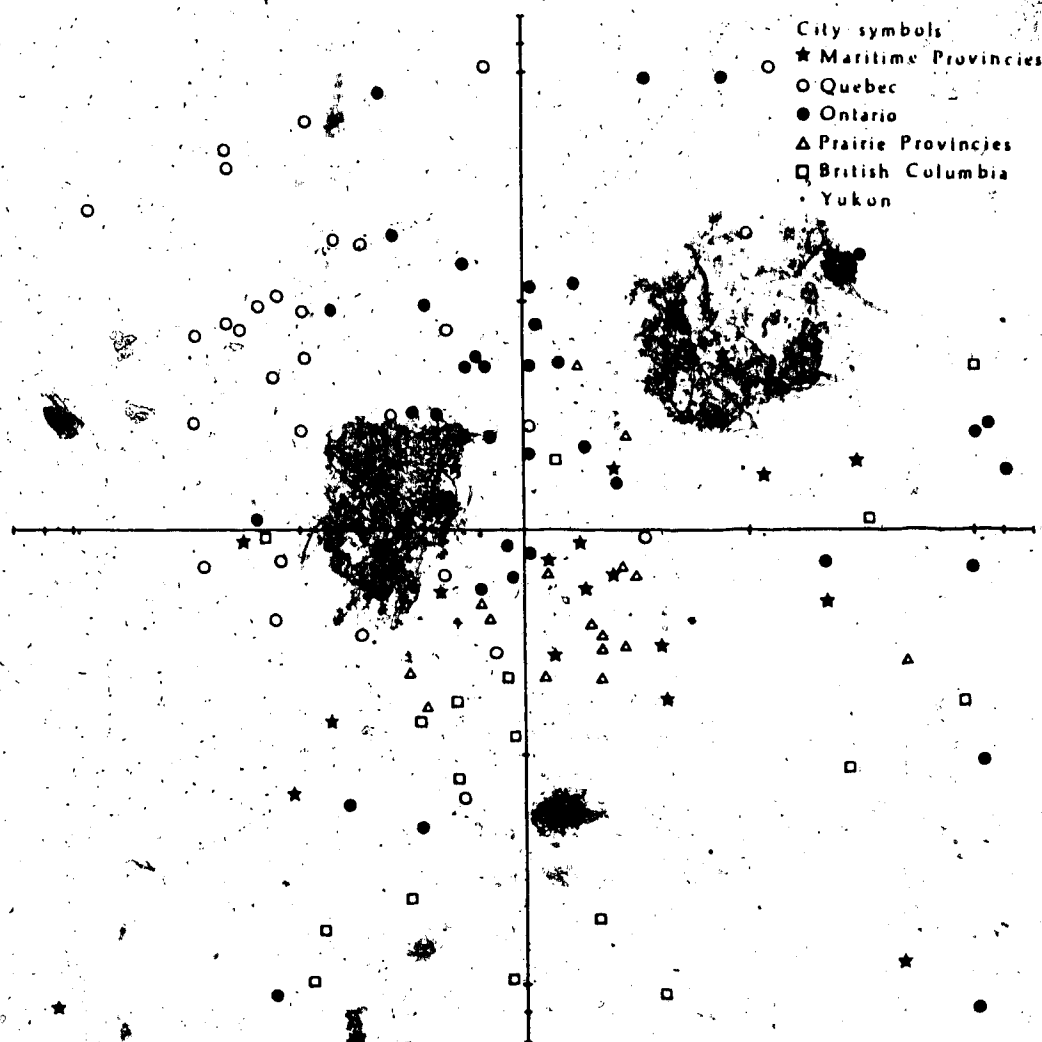 City symbols
★ Maritime Provincies
○ Quebec
● Ontario
△ Prairie Provincies
□ British Columbia
· Yukon